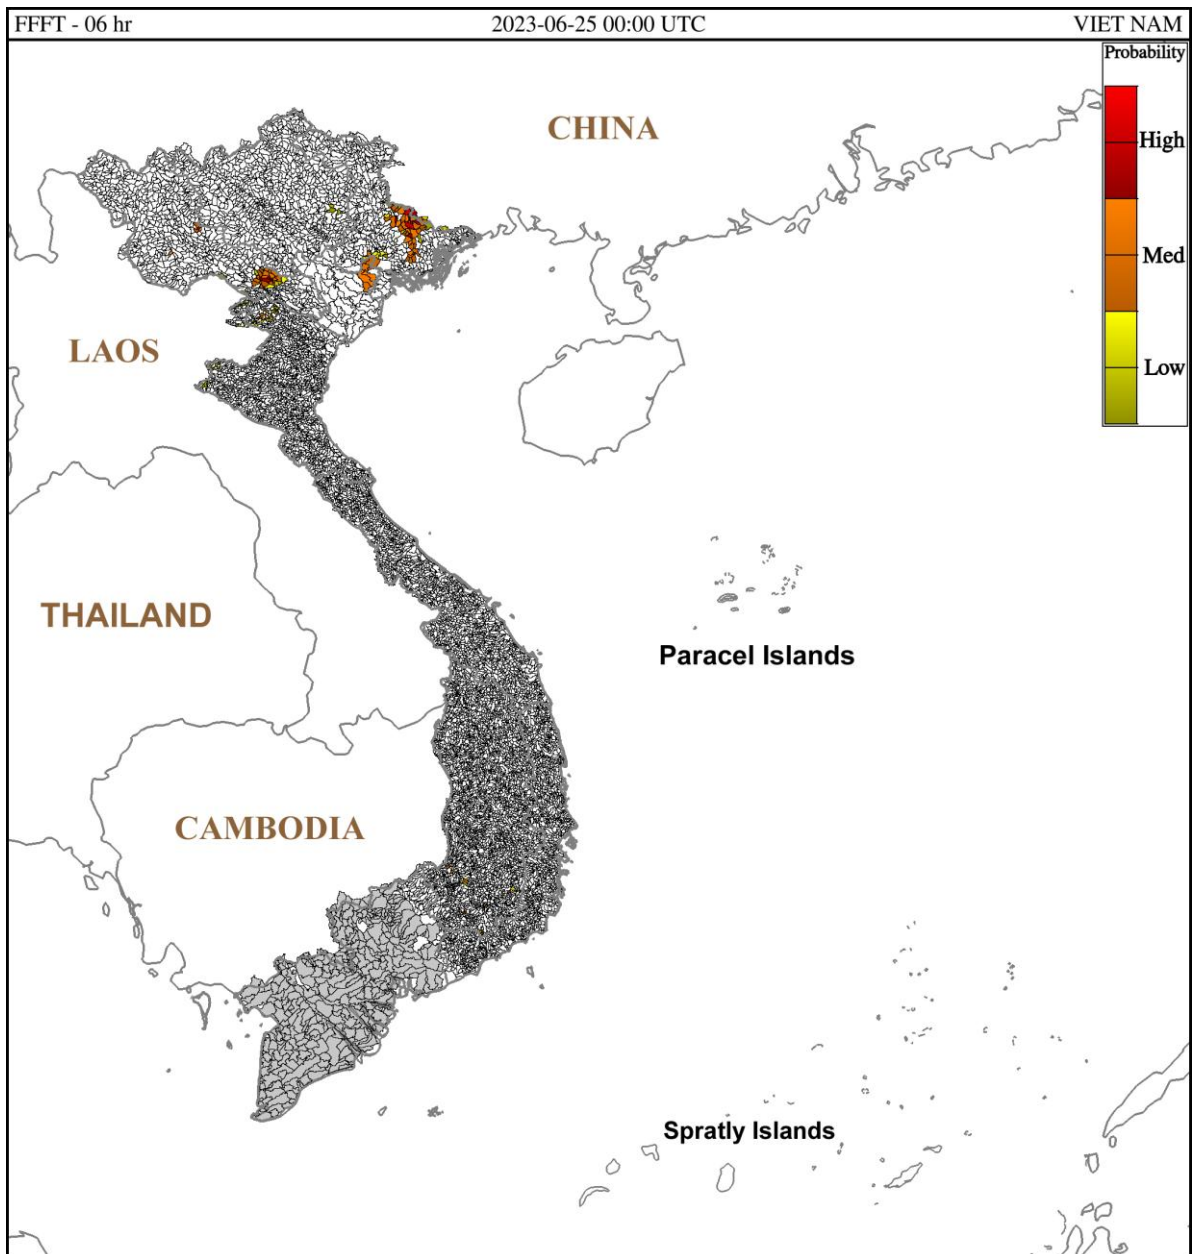 FFFT - 06 hr
2023-06-25 00:00 UTC
VIET NAM
Probability
High
Med
Low
CHINA
LAOS
THAILAND
Paracel Islands
CAMBODIA
Spratly Islands